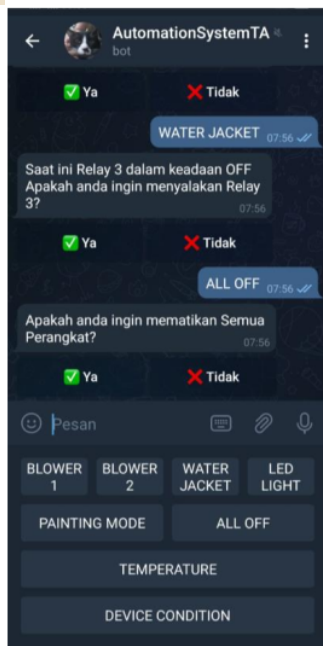 AutomationSystemTA
bot
✅ Ya
❌ Tidak
WATER JACKET 07:56
Saat ini Relay 3 dalam keadaan OFF
Apakah anda ingin menyalakan Relay
3?
07:56
✅ Ya
❌ Tidak
ALL OFF 07:56
Apakah anda ingin mematikan Semua
Perangkat?
07:56
✅ Ya
❌ Tidak
Pesan
BLOWER
1
BLOWER
2
WATER
JACKET
LED
LIGHT
PAINTING MODE
ALL OFF
TEMPERATURE
DEVICE CONDITION